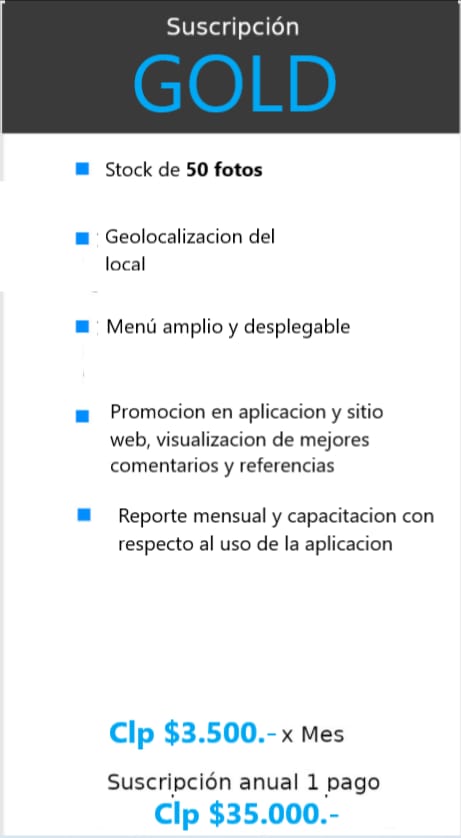 Suscripción
GOLD
Stock de 50 fotos
Geolocalizacion del
local
Menú amplio y desplegable
Promocion en aplicacion y sitio
web, visualizacion de mejores
comentarios y referencias
Reporte mensual y capacitacion con
respecto al uso de la aplicacion
Clp $3.500.- x Mes
Suscripción anual 1 pago
Clp $35.000.-